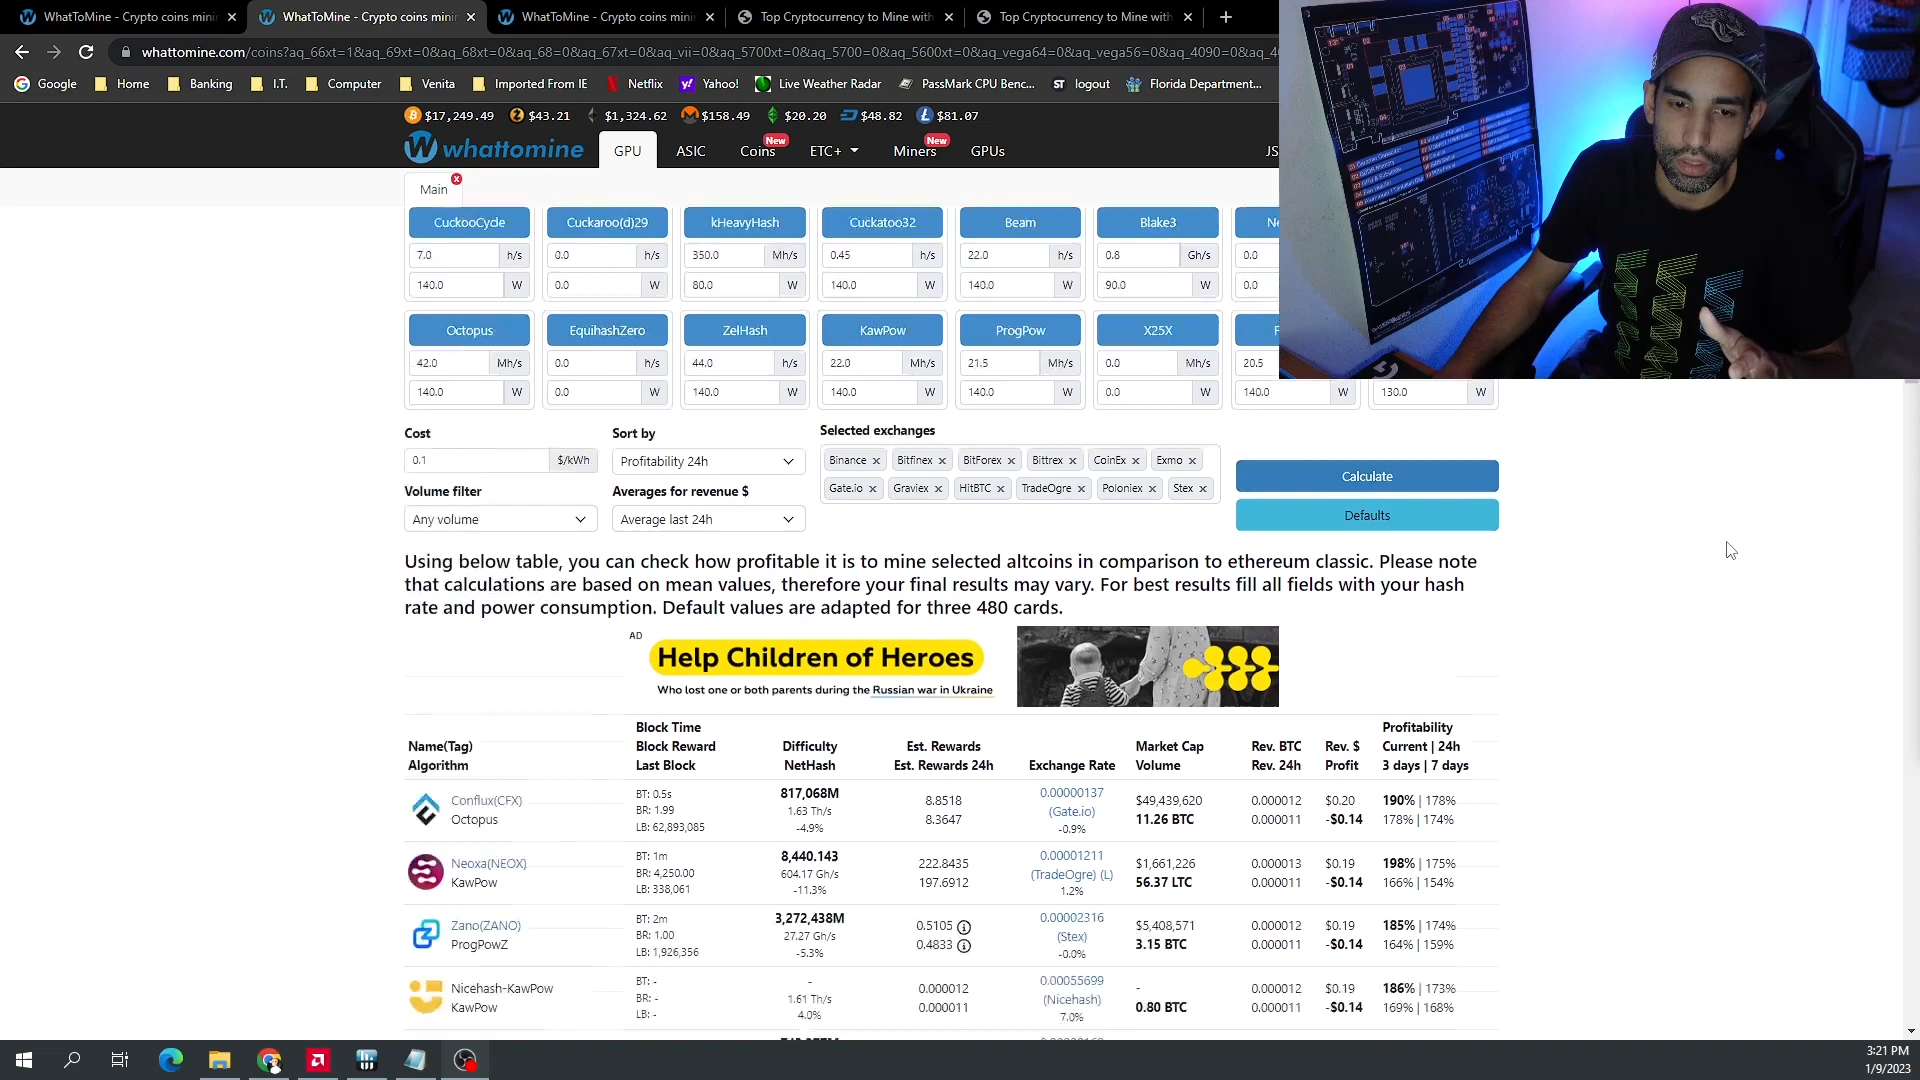 WhatToMine - Crypto coins mini
WhatToMine - Crypto coins mini
WhatToMine - Crypto coins mini
Top Cryptocurrency to Mine with
Top Cryptocurrency to Mine with
whattomine.com/coins?aq_66xt=1&aq_69xt=0&aq_68xt=0&aq_68=0&aq_67xt=0&aq_vii=0&aq_5700xt=0&aq_5700=0&aq_5600xt=0&aq_vega64=0&aq_vega56=0&aq_4090=0&aq_4
Google Home Banking I.T. Computer Venita Imported From IE Netflix Yahoo! Live Weather Radar PassMark CPU Benc... logout Florida Department...
$17,249.49 $43.21 $1,324.62 $158.49 $20.20 $48.82 $81.07
whattomine GPU ASIC Coins New ETC+ Miners New GPUs JS
Main
CuckooCycle Cuckaroo(d)29 kHeavyHash Cuckatoo32 Beam Blake3 Ne
7.0 h/s 0.0 h/s 350.0 Mh/s 0.45 h/s 22.0 h/s 0.8 Gh/s 0.0
140.0 W 0.0 W 80.0 W 140.0 W 140.0 W 90.0 W 0.0
Octopus EquihashZero ZelHash KawPow ProgPow X25X F
42.0 Mh/s 0.0 h/s 44.0 h/s 22.0 Mh/s 21.5 Mh/s 0.0 Mh/s 20.5
140.0 W 0.0 W 140.0 W 140.0 W 140.0 W 0.0 W 140.0 W 130.0 W
Cost Sort by Selected exchanges
0.1 $/kWh Profitability 24h Binance Bitfinex BitForex Bittrex CoinEx Exmo
Gate.io Graviex HitBTC TradeOgre Poloniex Stex
Calculate
Volume filter Averages for revenue $
Any volume Average last 24h
Defaults
Using below table, you can check how profitable it is to mine selected altcoins in comparison to ethereum classic. Please note
that calculations are based on mean values, therefore your final results may vary. For best results fill all fields with your hash
rate and power consumption. Default values are adapted for three 480 cards.
AD
Help Children of Heroes
Who lost one or both parents during the Russian war in Ukraine
Block Time Profitability
Name(Tag) Block Reward Difficulty Est. Rewards Market Cap Rev. BTC Rev. $ Current | 24h
Algorithm Last Block NetHash Est. Rewards 24h Exchange Rate Volume Rev. 24h Profit 3 days | 7 days
Conflux(CFX) BT: 0.5s 817,068M 8.8518 0.00000137 $49,439,620 0.000012 $0.20 190% | 178%
Octopus BR: 1.99 1.63 Th/s 8.3647 (Gate.io) 11.26 BTC 0.000011 -$0.14 178% | 174%
LB: 62,893,085 -4.9% -0.9%
Neoxa(NEOX) BT: 1m 8,440.143 222.8435 0.00001211 $1,661,226 0.000013 $0.19 198% | 175%
KawPow BR: 4,250.00 604.17 Gh/s 197.6912 (TradeOgre) (L) 56.37 LTC 0.000011 -$0.14 166% | 154%
LB: 338,061 -11.3% 1.2%
Zano(ZANO) BT: 2m 3,272,438M 0.5105 0.00002316 $5,408,571 0.000012 $0.19 185% | 174%
ProgPowZ BR: 1.00 27.27 Gh/s 0.4833 (Stex) 3.15 BTC 0.000011 -$0.14 164% | 159%
LB: 1,926,356 -5.3% -0.0%
Nicehash-KawPow BT: - - 0.000012 0.00055699 - 0.000012 $0.19 186% | 173%
KawPow BR: - 1.61 Th/s 0.000011 (Nicehash) 0.80 BTC 0.000011 -$0.14 169% | 168%
LB: - 4.0% 7.0%
3:21 PM
1/9/2023